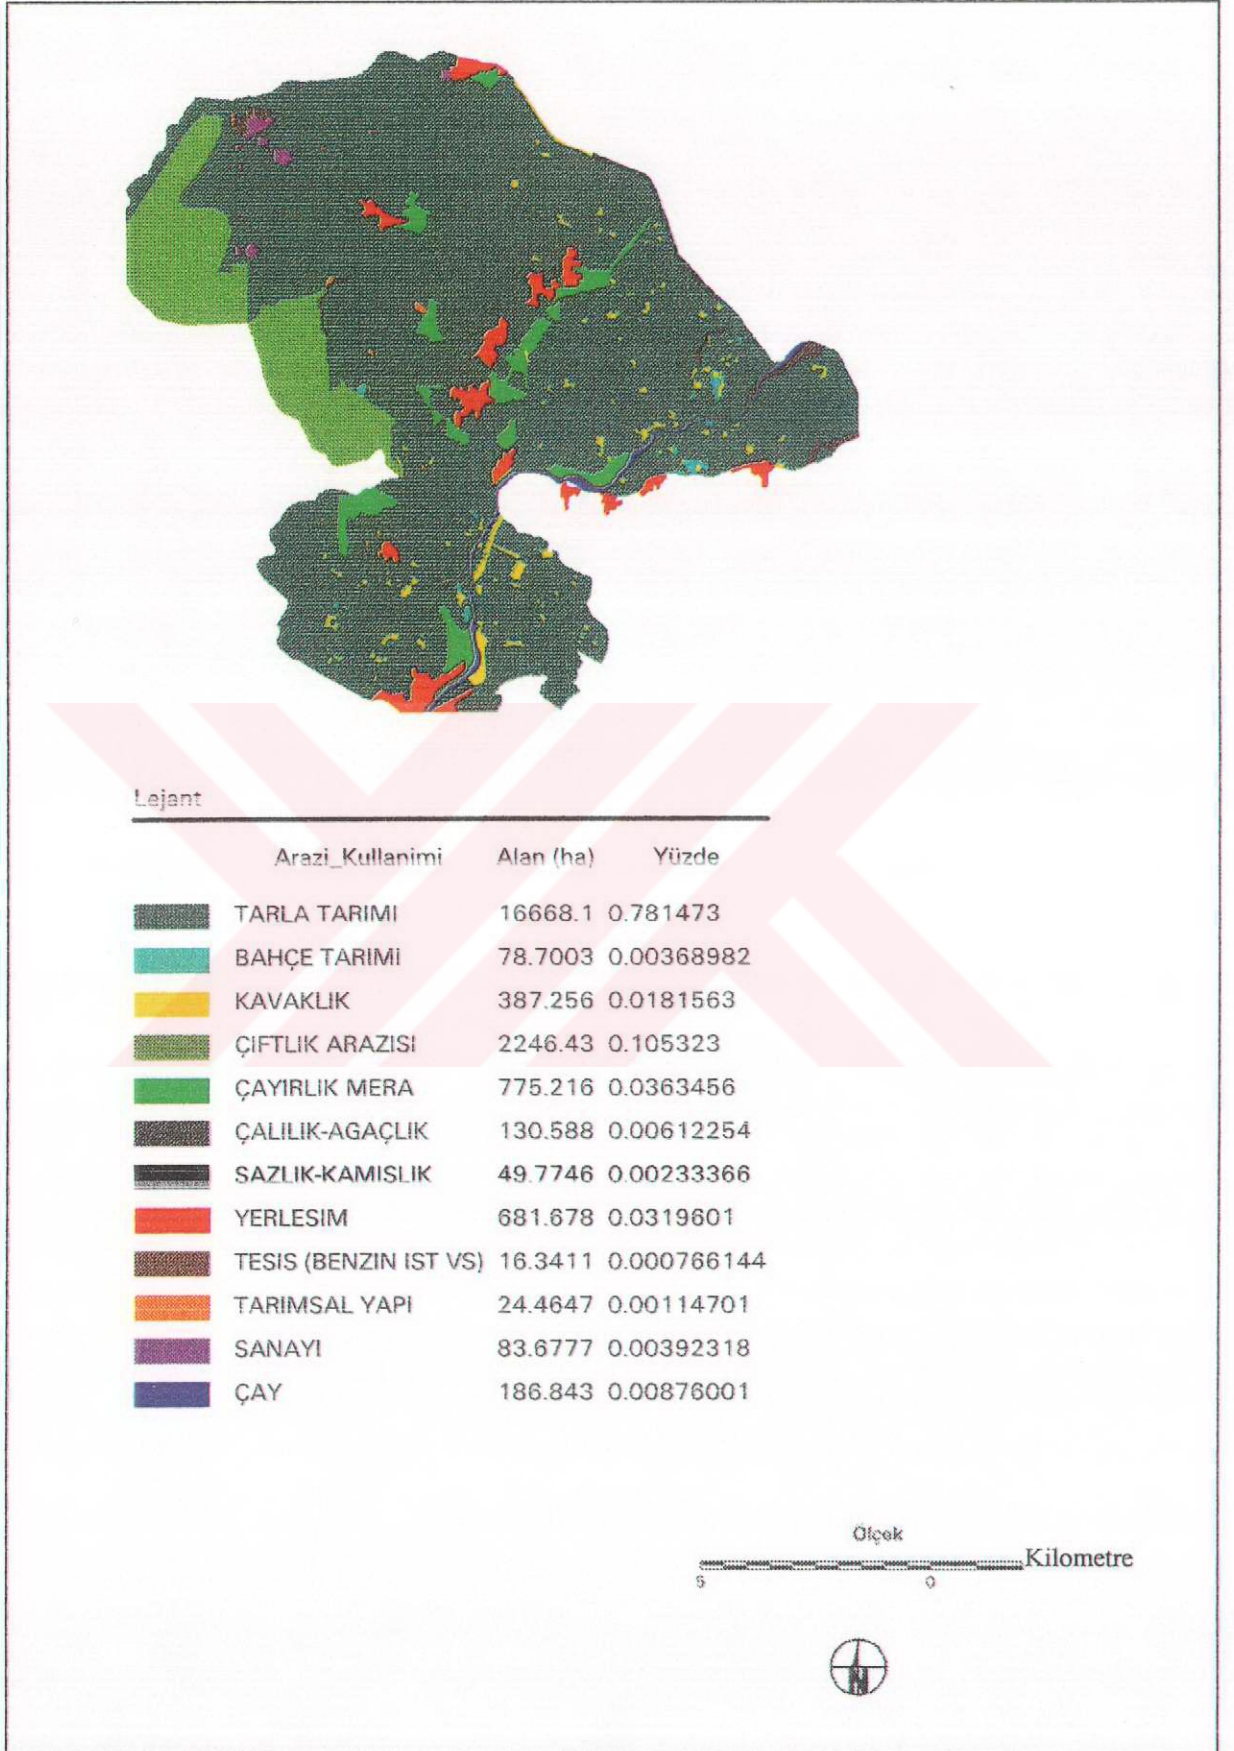 Lejant
Arazi_Kullanimi Alan (ha) Yüzde
TARLA TARIMI 16668.1 0.781473
BAHÇE TARIMI 78.7003 0.00368982
KAVAKLIK 387.256 0.0181563
ÇIFTLIK ARAZISI 2246.43 0.105323
ÇAYIRLIK MERA 775.216 0.0363456
ÇALILIK-AGAÇLIK 130.588 0.00612254
SAZLIK-KAMISLIK 49.7746 0.00233366
YERLESIM 681.678 0.0319601
TESIS (BENZIN IST VS) 16.3411 0.000766144
TARIMSAL YAPI 24.4647 0.00114701
SANAYI 83.6777 0.00392318
ÇAY 186.843 0.00876001
Ölçek
Kilometre
5 0
N